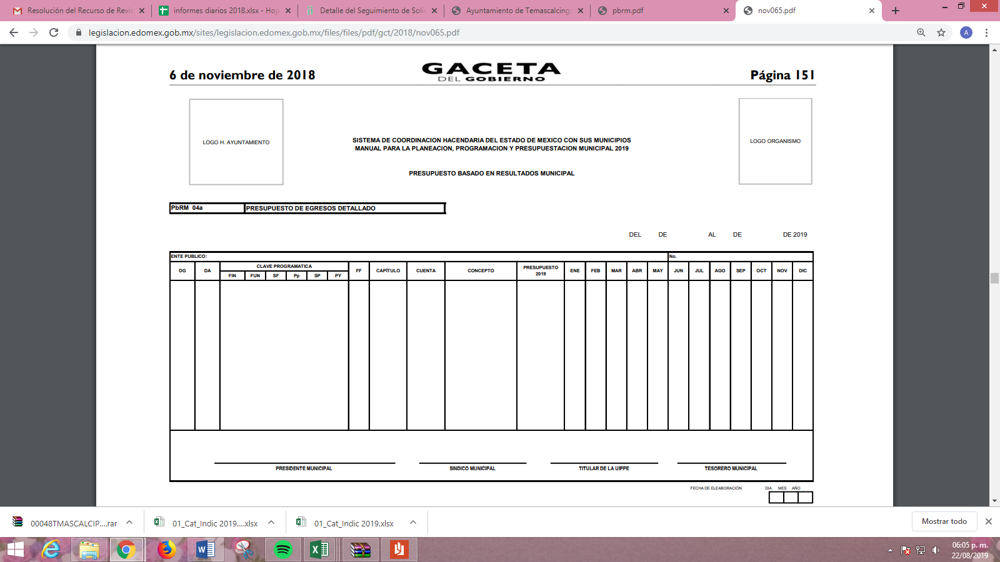 Resolución del Recurso de Revis
informes diarios 2018.xlsx - Hoj
Detalle del Seguimiento de Solic
Ayuntamiento de Temascalcing
pbrm.pdf
nov065.pdf
legislacion.edomex.gob.mx/sites/legislacion.edomex.gob.mx/files/files/pdf/gct/2018/nov065.pdf
A
6 de noviembre de 2018
GACETA
DEL GOBIERNO
Página 151
LOGO H. AYUNTAMIENTO
SISTEMA DE COORDINACION HACENDARIA DEL ESTADO DE MEXICO CON SUS MUNICIPIOS
MANUAL PARA LA PLANEACION, PROGRAMACION Y PRESUPUESTACION MUNICIPAL 2019
LOGO ORGANISMO
PRESUPUESTO BASADO EN RESULTADOS MUNICIPAL
PbRM 04a PRESUPUESTO DE EGRESOS DETALLADO
DEL DE AL DE DE 2019
ENTE PUBLICO: No.
DG DA CLAVE PROGRAMATICA FF CAPÍTULO CUENTA CONCEPTO PRESUPUESTO 2019 ENE FEB MAR ABR MAY JUN JUL AGO SEP OCT NOV DIC
FIN FUN SF Pp SP PY
PRESIDENTE MUNICIPAL SINDICO MUNICIPAL TITULAR DE LA UIPPE TESORERO MUNICIPAL
FECHA DE ELEABORACIÓN DIA MES AÑO
00048TMASCALCIP....rar
01_Cat_Indic 2019....xlsx
01_Cat_Indic 2019.xlsx
Mostrar todo
06:05 p. m.
22/08/2019